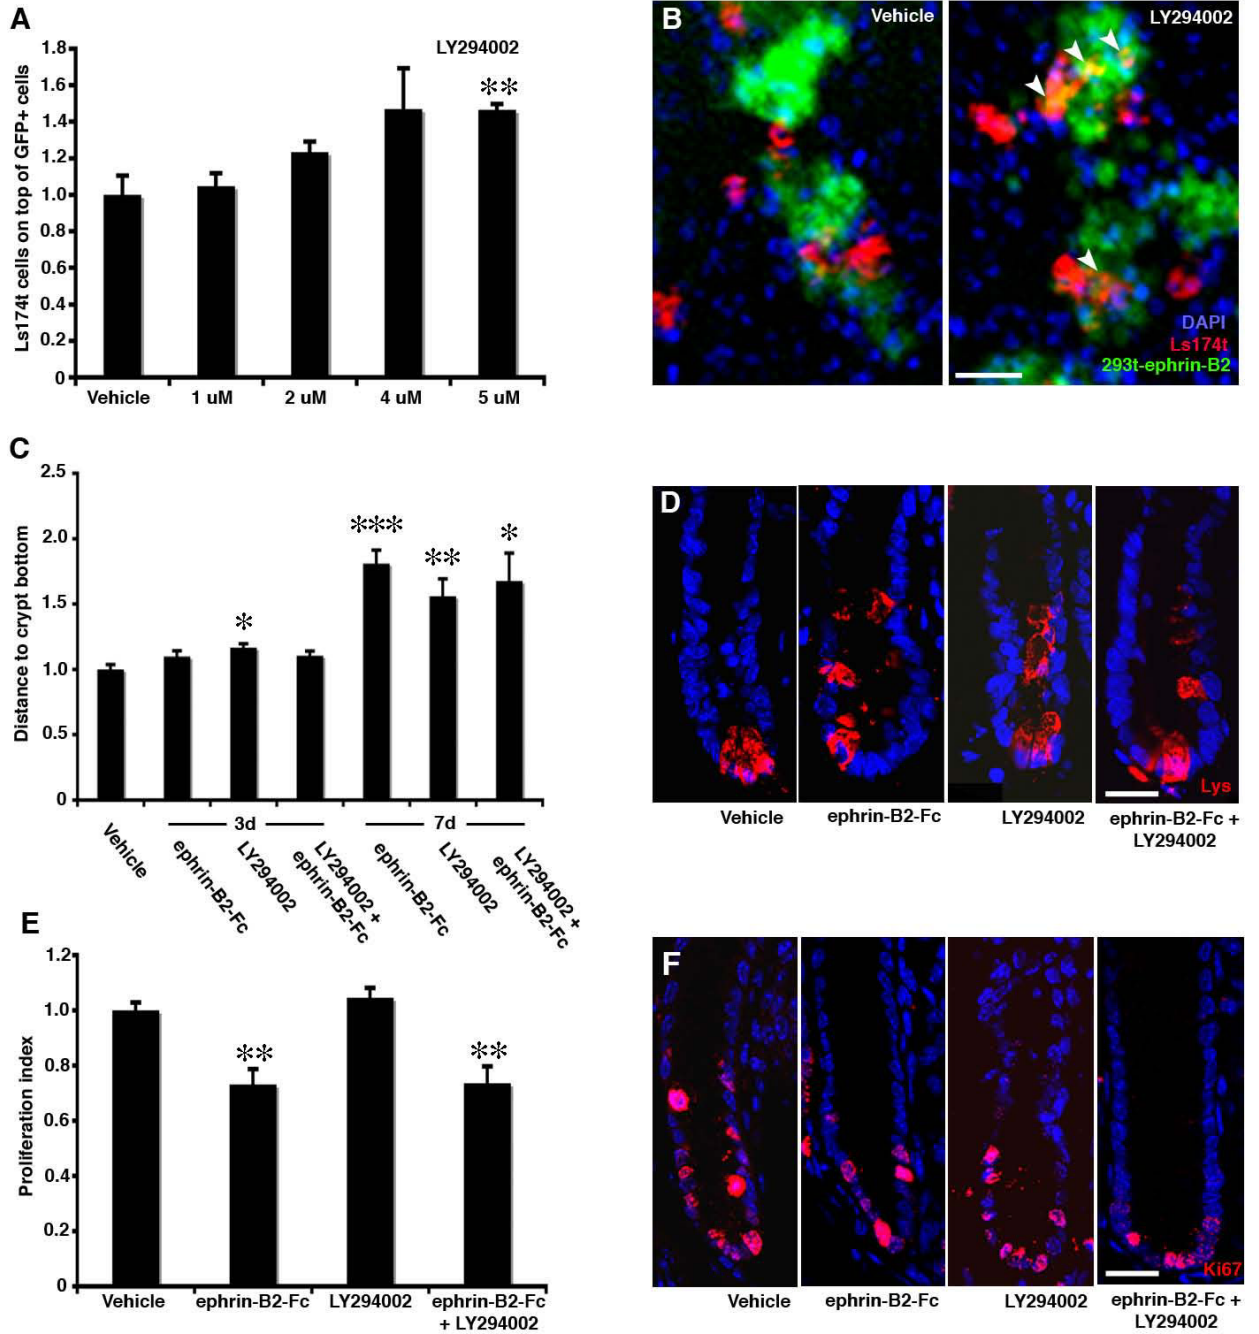 A
LY294002
Ls174t cells on top of GFP+ cells
1.8
1.6
1.4
1.2
1.0
0.8
0.6
0.4
0.2
0
**
Vehicle 1 uM 2 uM 4 uM 5 uM
B
Vehicle
LY294002
DAPI
Ls174t
293t-ephrin-B2
C
Distance to crypt bottom
2.5
2.0
1.5
1.0
0.5
0
* *** ** *
3d 7d
Vehicle
ephrin-B2-Fc
LY294002
LY294002 +
ephrin-B2-Fc
ephrin-B2-Fc
LY294002
LY294002 +
ephrin-B2-Fc
D
Lys
Vehicle ephrin-B2-Fc LY294002 ephrin-B2-Fc +
LY294002
E
Proliferation index
1.2
1.0
0.8
0.6
0.4
0.2
0
** **
Vehicle ephrin-B2-Fc LY294002 ephrin-B2-Fc
+ LY294002
F
Ki67
Vehicle ephrin-B2-Fc LY294002 ephrin-B2-Fc +
LY294002